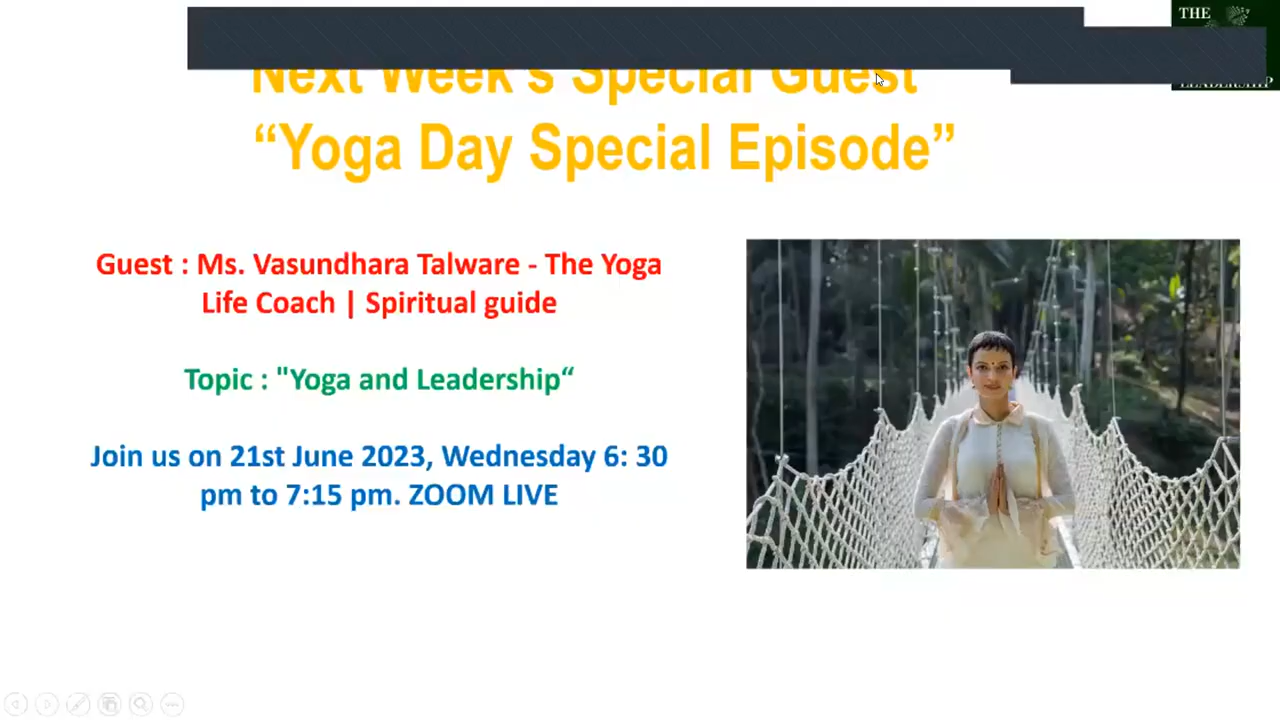 THE
LEADERSHIP
Next Week's Special Guest
“Yoga Day Special Episode”
Guest : Ms. Vasundhara Talware - The Yoga
Life Coach | Spiritual guide
Topic : "Yoga and Leadership“
Join us on 21st June 2023, Wednesday 6: 30
pm to 7:15 pm. ZOOM LIVE